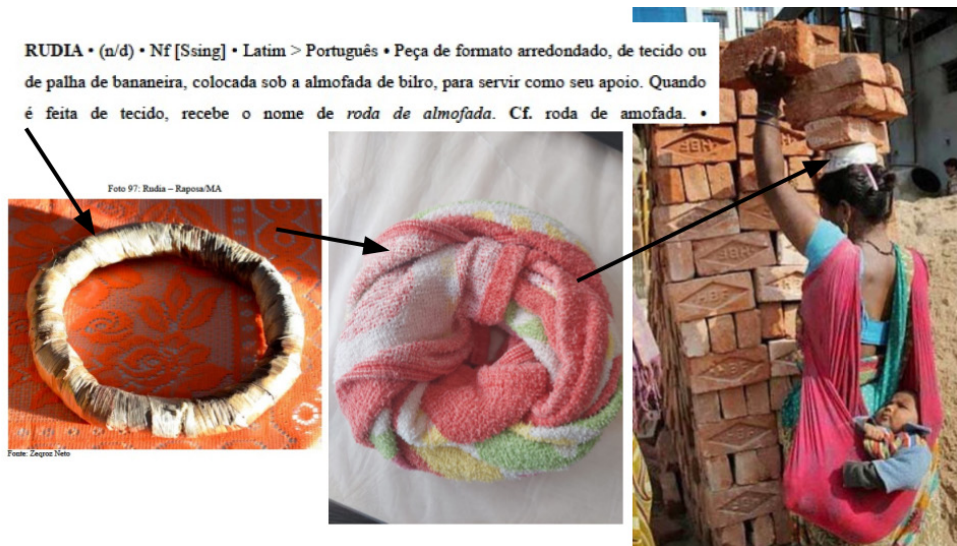 RUDIA • (n/d) • Nf [Ssing] • Latim > Português • Peça de formato arredondado, de tecido ou
de palha de bananeira, colocada sob a almofada de bilro, para servir como seu apoio. Quando
é feita de tecido, recebe o nome de roda de almofada. Cf. roda de amofada. •
Foto 97: Rudia – Raposa/MA
Fonte: Zeqroz Neto